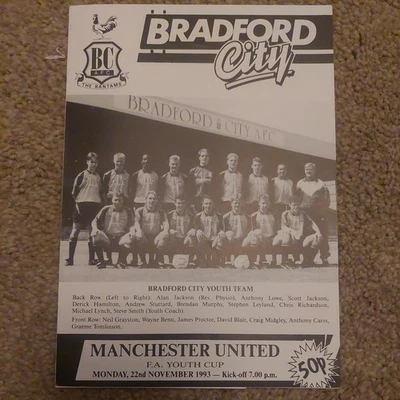 BRADFORD
City
BC
A.F.C
THE BANTAMS
BRADFORD CITY A.F.C.
BRADFORD CITY YOUTH TEAM
Back Row (Left to Right): Alan Jackson (Res. Physio), Anthony Lowe, Scott Jackson,
Derick Hamilton, Andrew Stuttard, Brendan Murphy, Stephen Leyland, Chris Richardson,
Michael Lynch, Steve Smith (Youth Coach).
Front Row: Neil Grayston, Wayne Benn, James Proctor, David Blair, Craig Midgley, Anthony Carss,
Graeme Tomlinson.
MANCHESTER UNITED
F.A. YOUTH CUP
MONDAY, 22nd NOVEMBER 1993 — Kick-off 7.00 p.m.
50P